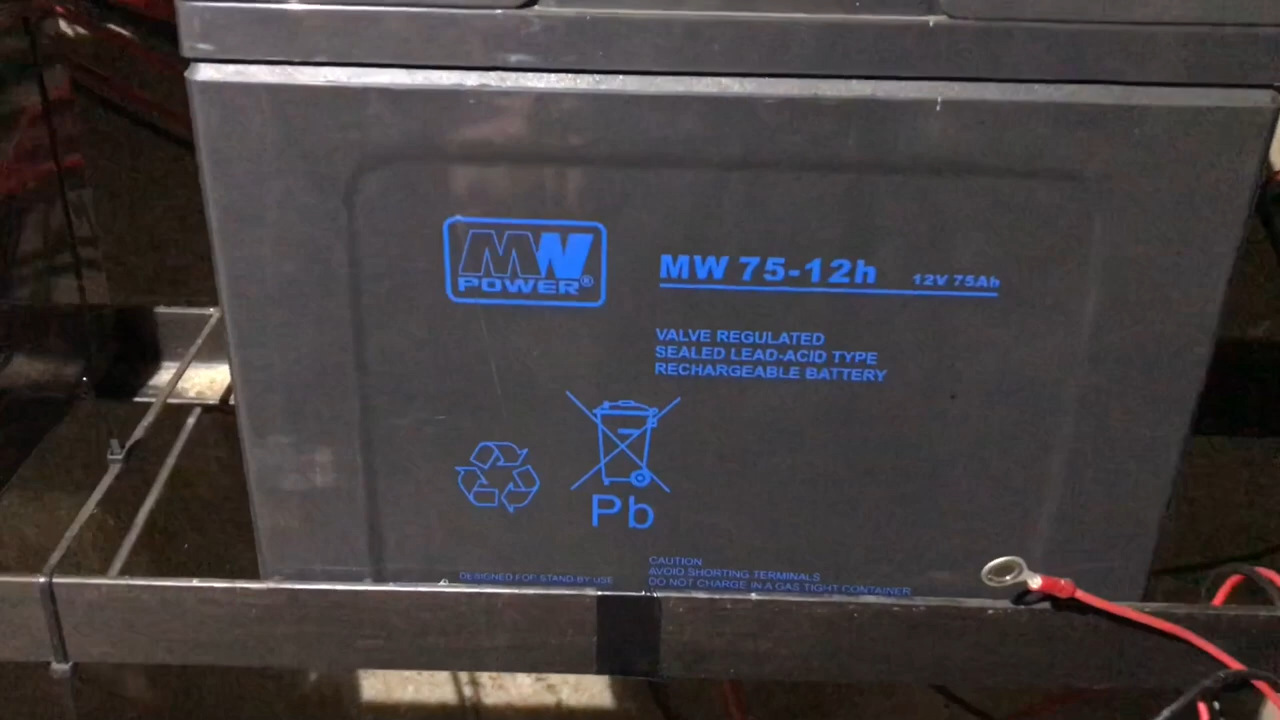 MW
POWER®
MW 75-12h 12V 75Ah
VALVE REGULATED
SEALED LEAD-ACID TYPE
RECHARGEABLE BATTERY
Pb
DESIGNED FOR STAND-BY USE
CAUTION
AVOID SHORTING TERMINALS
DO NOT CHARGE IN A GAS TIGHT CONTAINER